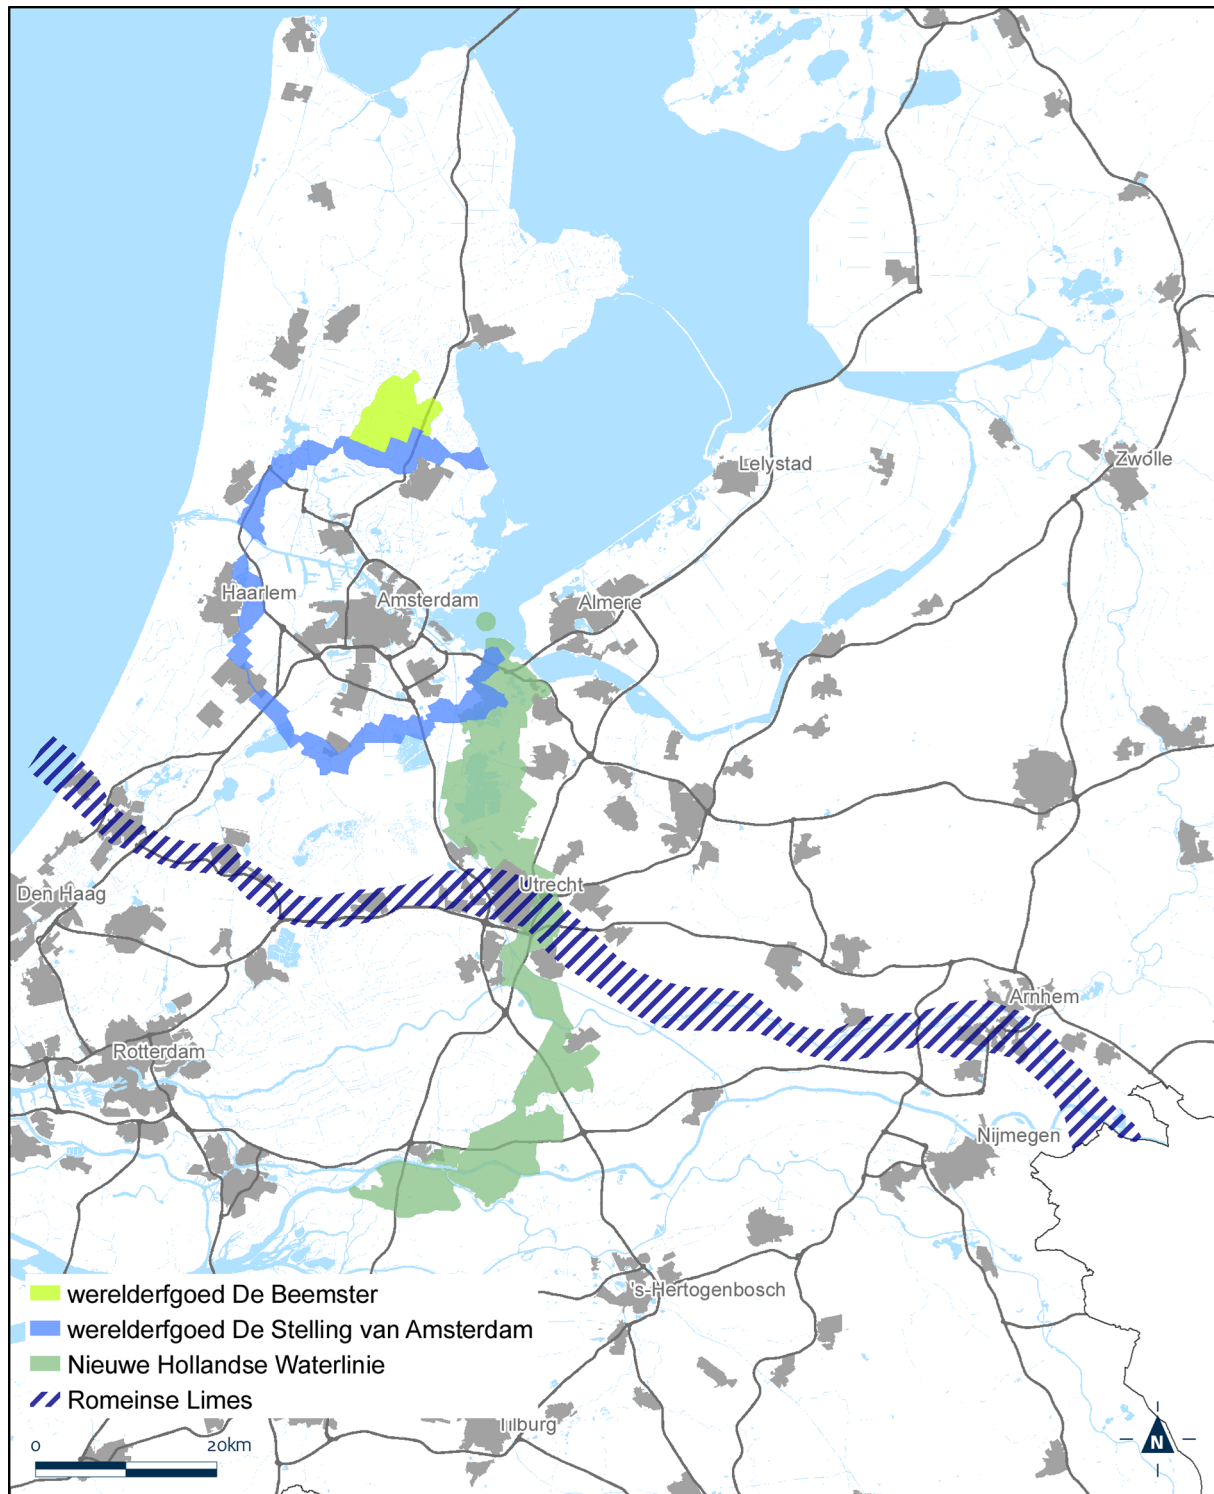 Lelystad
Zwolle
Haarlem
Amsterdam
Almere
Utrecht
Den Haag
Arnhem
Rotterdam
Nijmegen
's-Hertogenbosch
werelderfgoed De Beemster
werelderfgoed De Stelling van Amsterdam
Nieuwe Hollandse Waterlinie
Romeinse Limes
Tilburg
0 20km
N